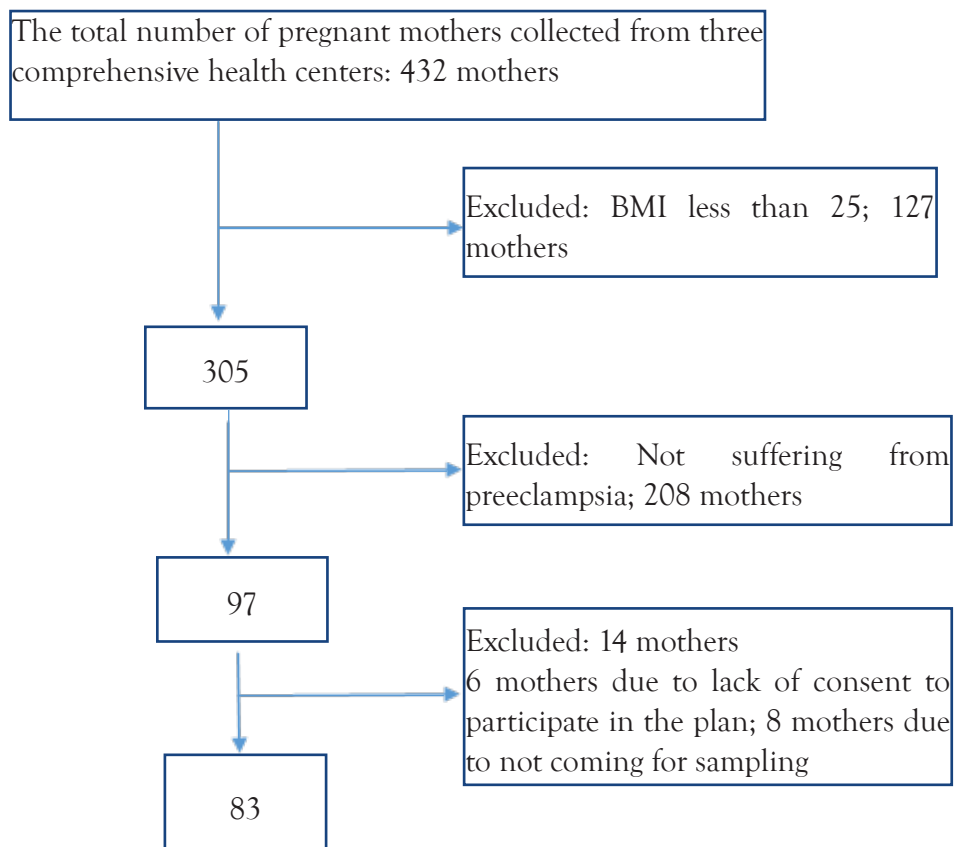 The total number of pregnant mothers collected from three
comprehensive health centers: 432 mothers
Excluded: BMI less than 25; 127
mothers
305
Excluded: Not suffering from
preeclampsia; 208 mothers
97
Excluded: 14 mothers
6 mothers due to lack of consent to
participate in the plan; 8 mothers due
to not coming for sampling
83